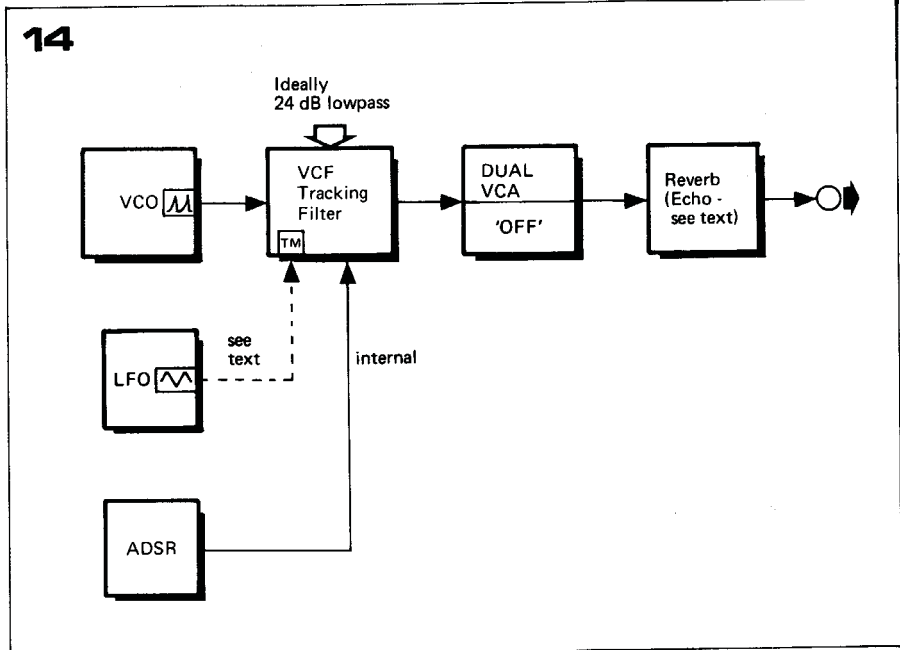 14
Ideally
24 dB lowpass
VCO
VCF
Tracking
Filter
TM
DUAL
VCA
'OFF'
Reverb
(Echo -
see text)
LFO
see
text
internal
ADSR